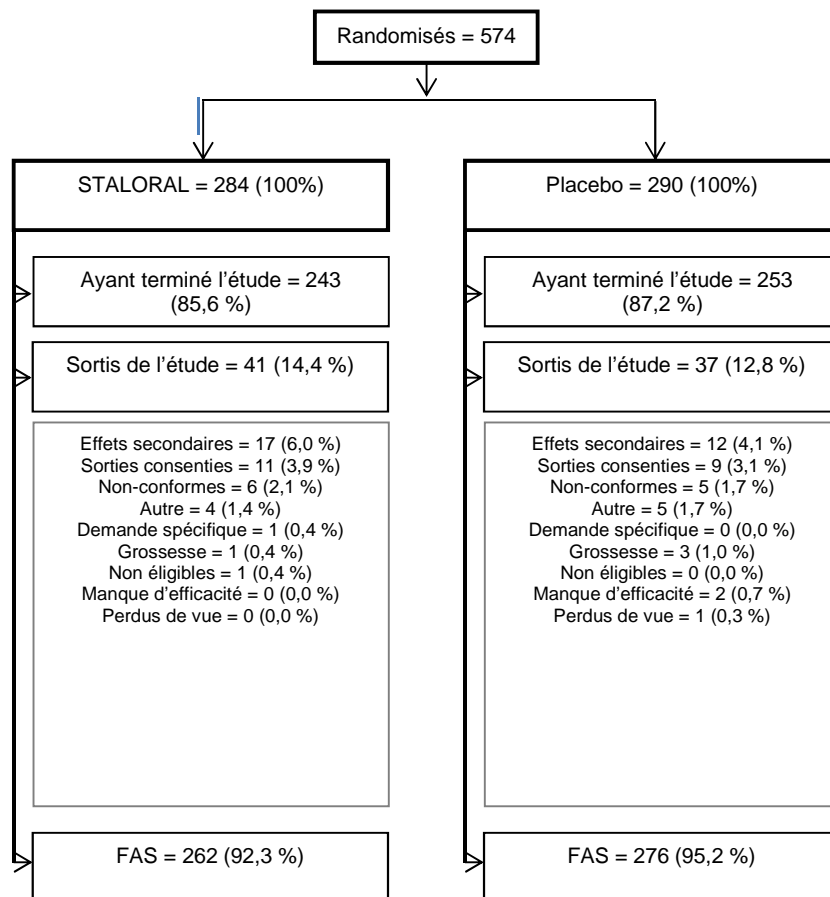 Randomisés = 574
STALORAL = 284 (100%)
Ayant terminé l'étude = 243
(85,6 %)
Sortis de l'étude = 41 (14,4 %)
Effets secondaires = 17 (6,0 %)
Sorties consenties = 11 (3,9 %)
Non-conformes = 6 (2,1 %)
Autre = 4 (1,4 %)
Demande spécifique = 1 (0,4 %)
Grossesse = 1 (0,4 %)
Non éligibles = 1 (0,4 %)
Manque d'efficacité = 0 (0,0 %)
Perdus de vue = 0 (0,0 %)
FAS = 262 (92,3 %)
Placebo = 290 (100%)
Ayant terminé l'étude = 253
(87,2 %)
Sortis de l'étude = 37 (12,8 %)
Effets secondaires = 12 (4,1 %)
Sorties consenties = 9 (3,1 %)
Non-conformes = 5 (1,7 %)
Autre = 5 (1,7 %)
Demande spécifique = 0 (0,0 %)
Grossesse = 3 (1,0 %)
Non éligibles = 0 (0,0 %)
Manque d'efficacité = 2 (0,7 %)
Perdus de vue = 1 (0,3 %)
FAS = 276 (95,2 %)